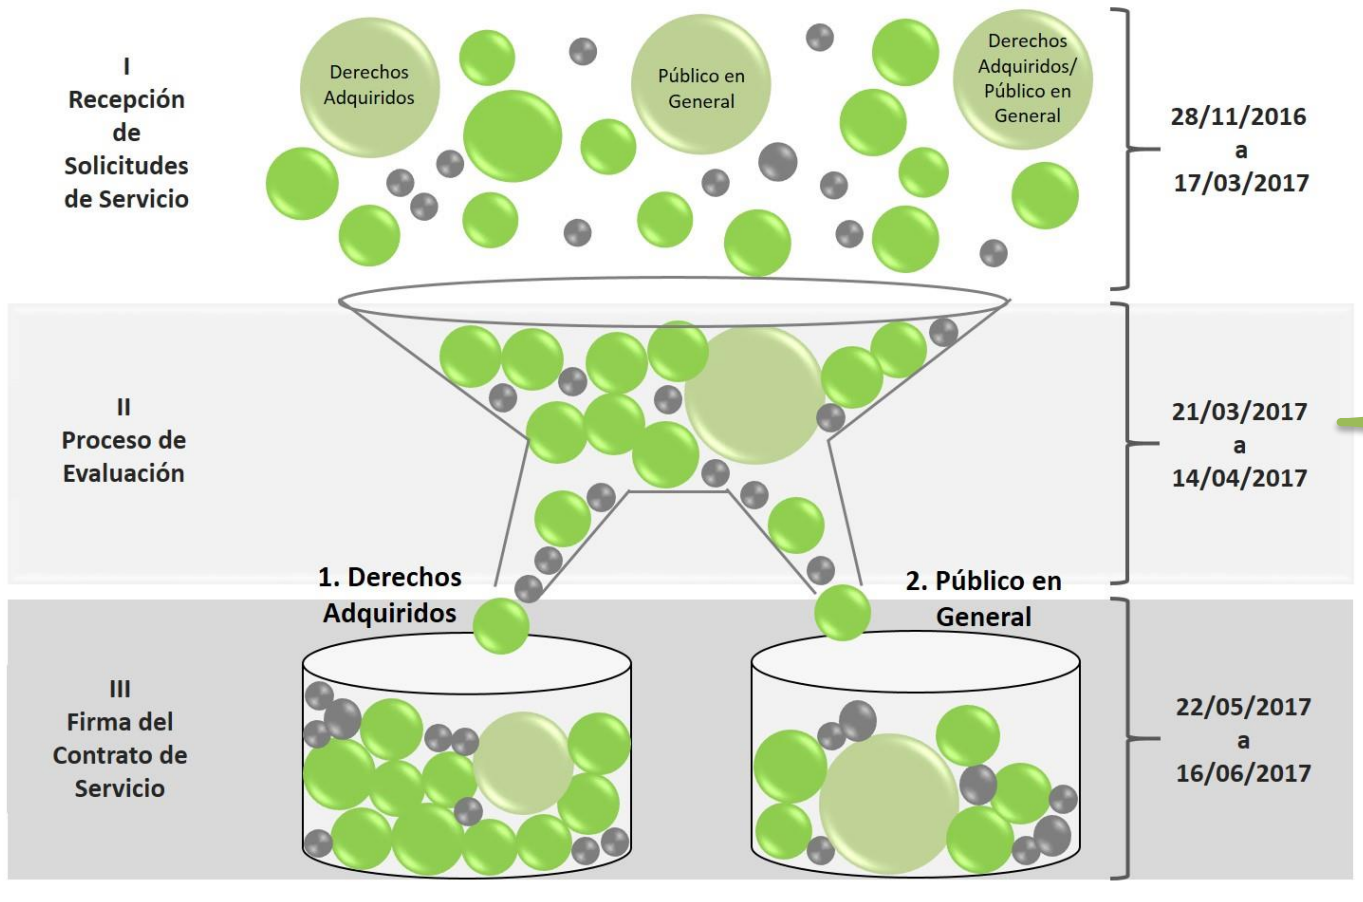 I
Recepción
de
Solicitudes
de Servicio
Derechos
Adquiridos
Público en
General
Derechos
Adquiridos/
Público en
General
28/11/2016
a
17/03/2017
II
Proceso de
Evaluación
21/03/2017
a
14/04/2017
1. Derechos
Adquiridos
2. Público en
General
III
Firma del
Contrato de
Servicio
22/05/2017
a
16/06/2017